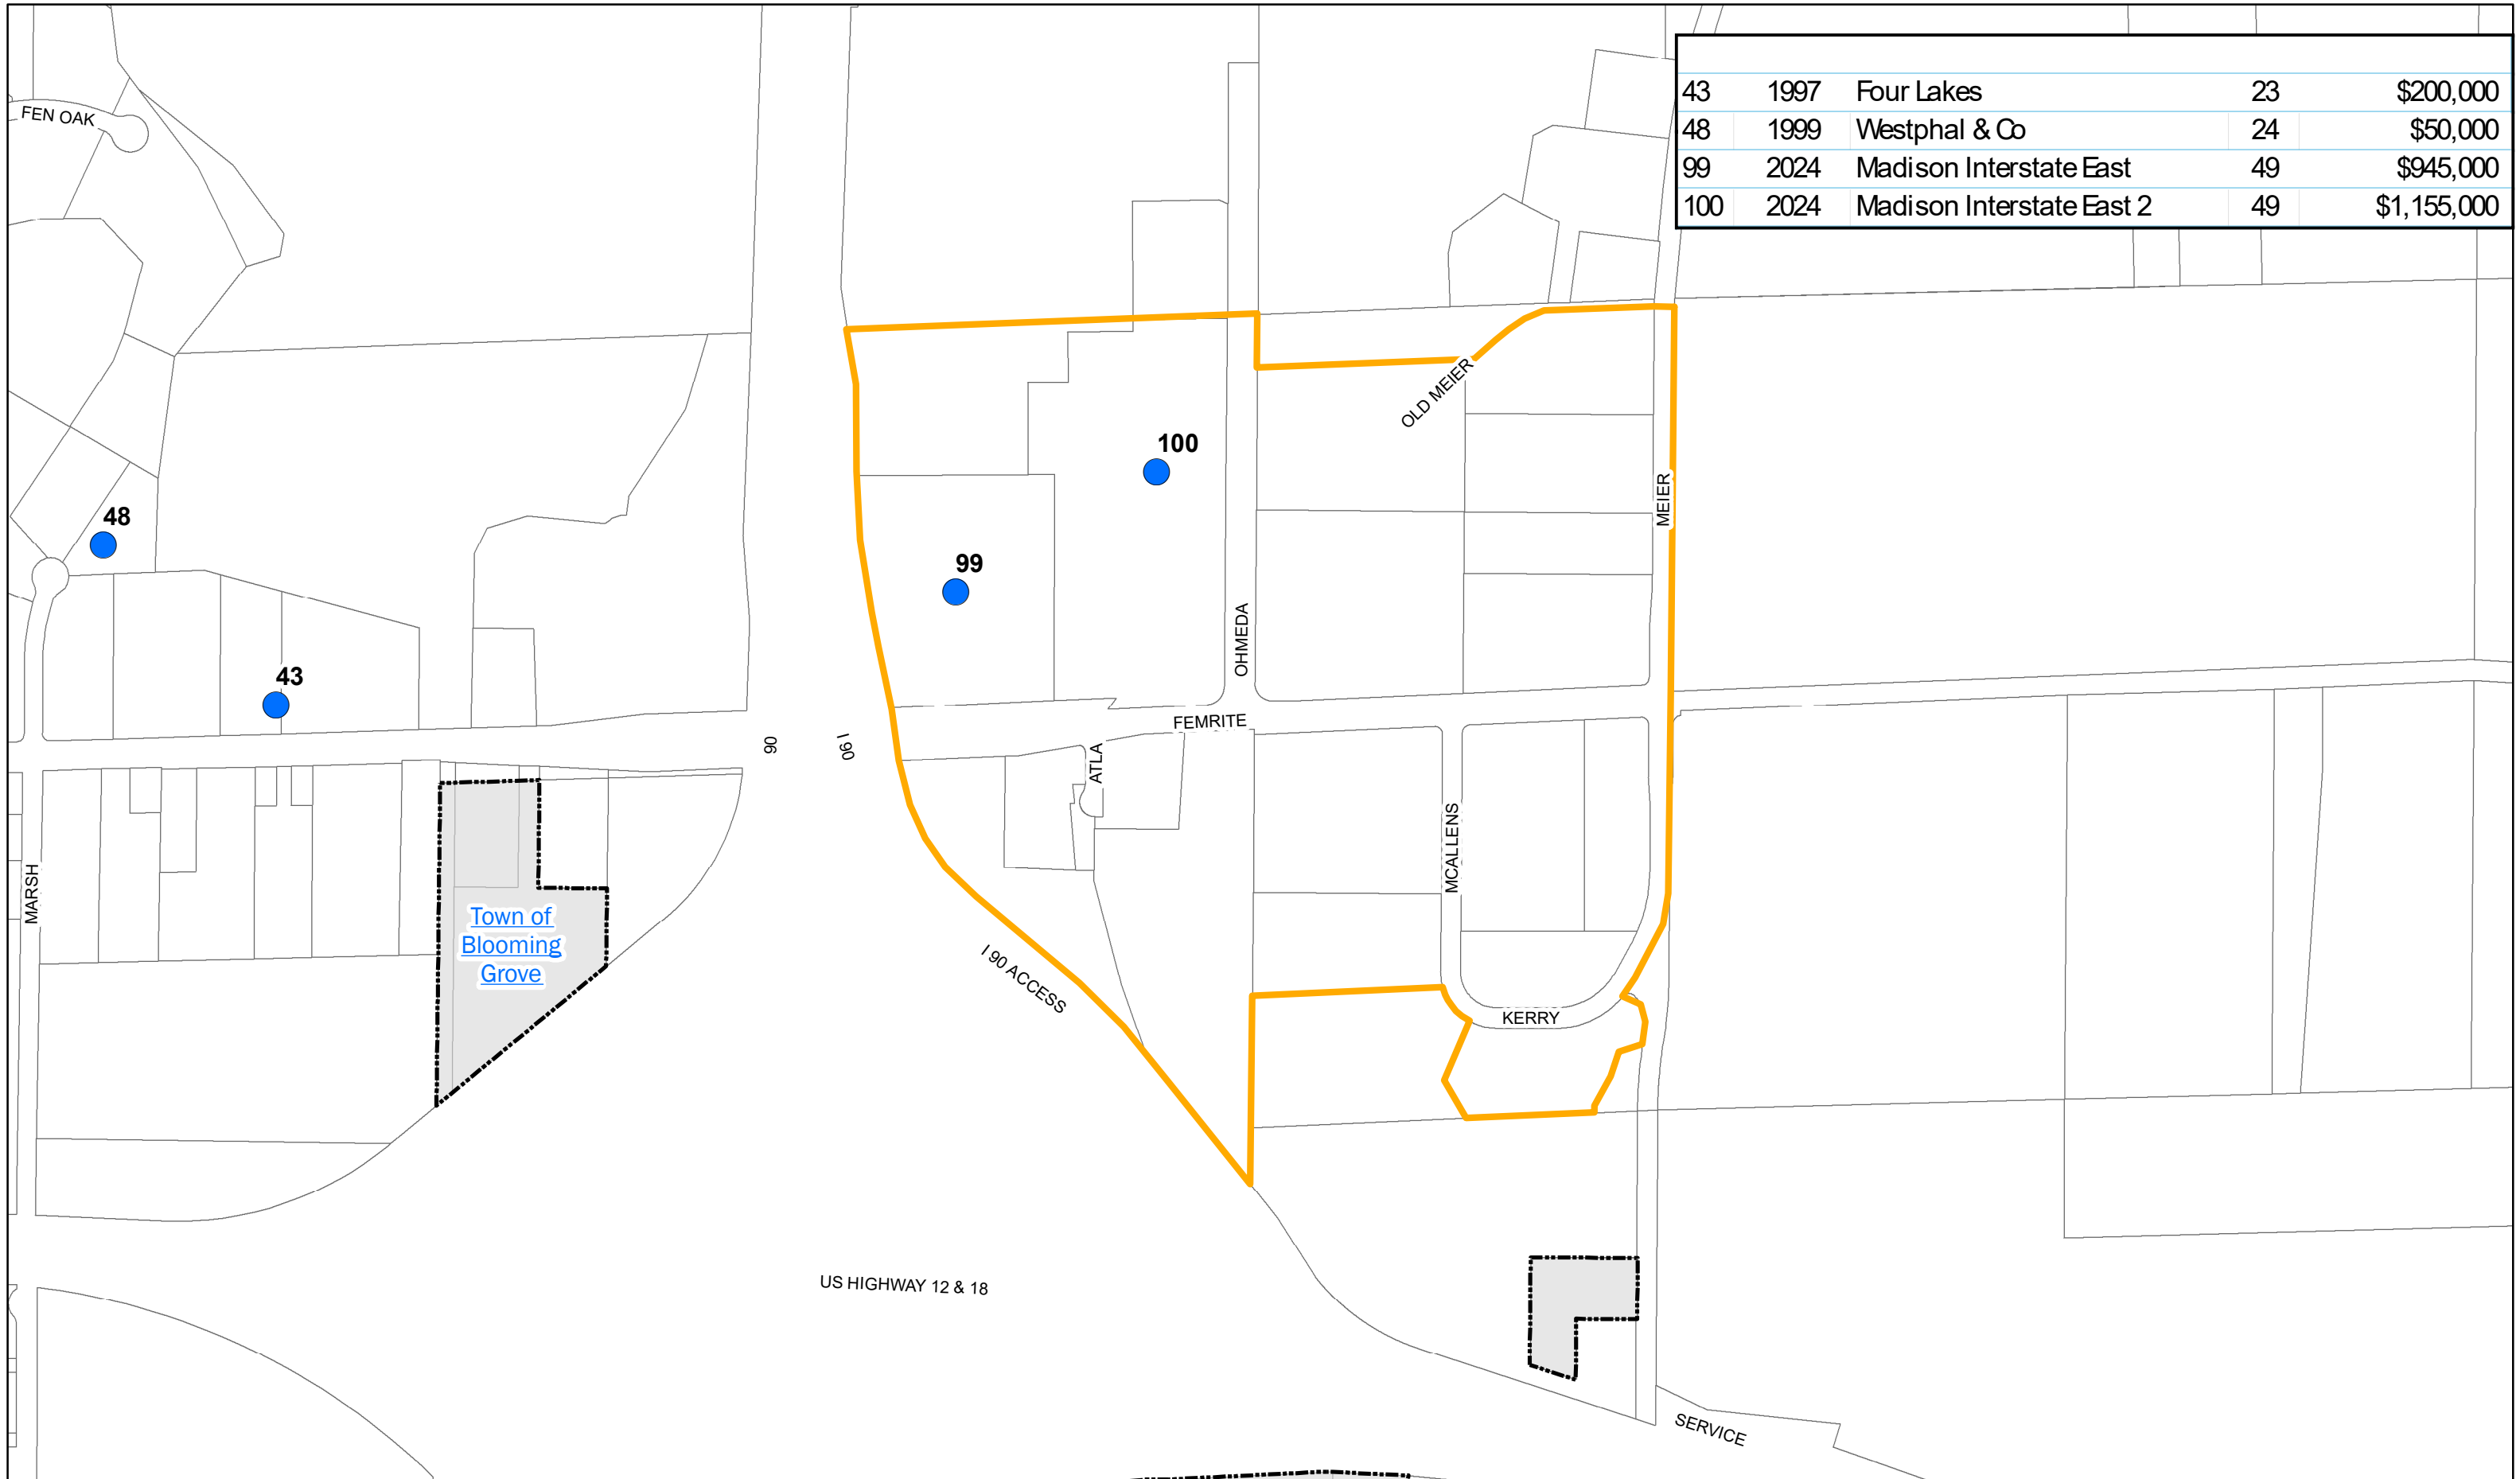 43 1997 Four Lakes 23 $200,000
48 1999 Westphal & Co 24 $50,000
99 2024 Madison Interstate East 49 $945,000
100 2024 Madison Interstate East 2 49 $1,155,000
FEN OAK
OLD MEIER
100
MEIER
48
99
OHMEDA
43
FEMRITE
90
I 90
ATLA
MCALLENS
MARSH
Town of
Blooming
Grove
I 90 ACCESS
KERRY
US HIGHWAY 12 & 18
SERVICE